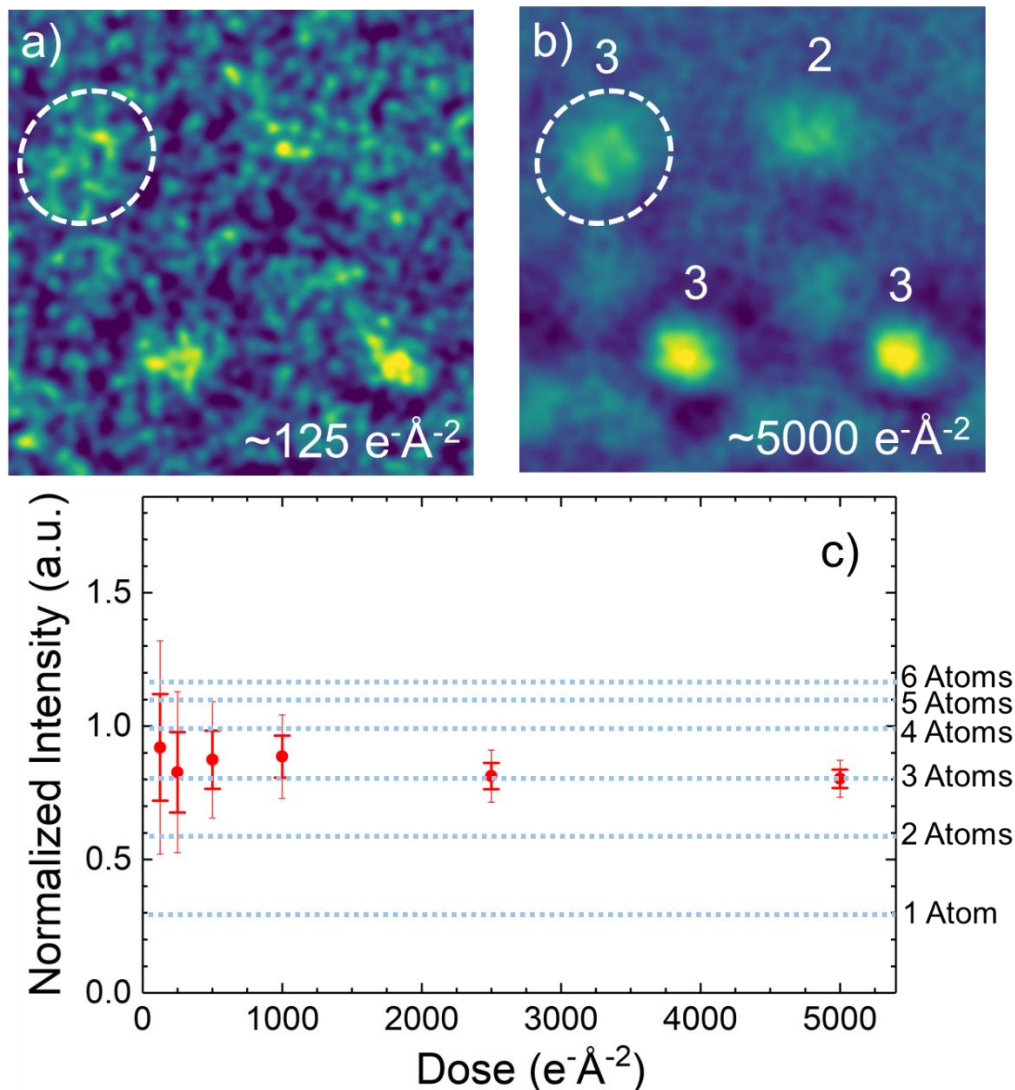 a)
b)
3
2
3
3
~125 e⁻Å⁻²
~5000 e⁻Å⁻²
c)
Normalized Intensity (a.u.)
1.5
1.0
0.5
0.0
6 Atoms
5 Atoms
4 Atoms
3 Atoms
2 Atoms
1 Atom
0
1000
2000
3000
4000
5000
Dose (e⁻Å⁻²)